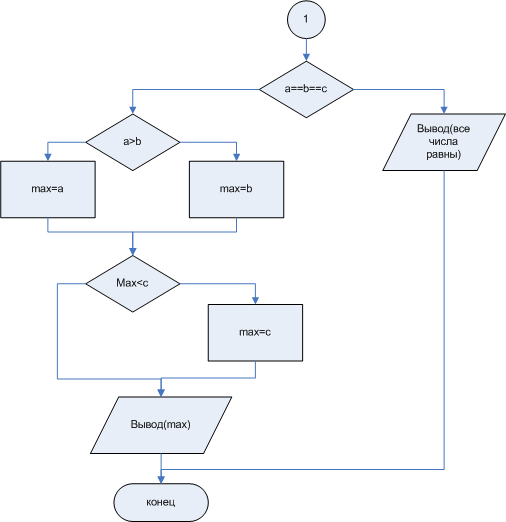 1
a==b==c
a>b
Вывод(все
числа
равны)
max=a
max=b
Max<c
max=c
Вывод(max)
конец